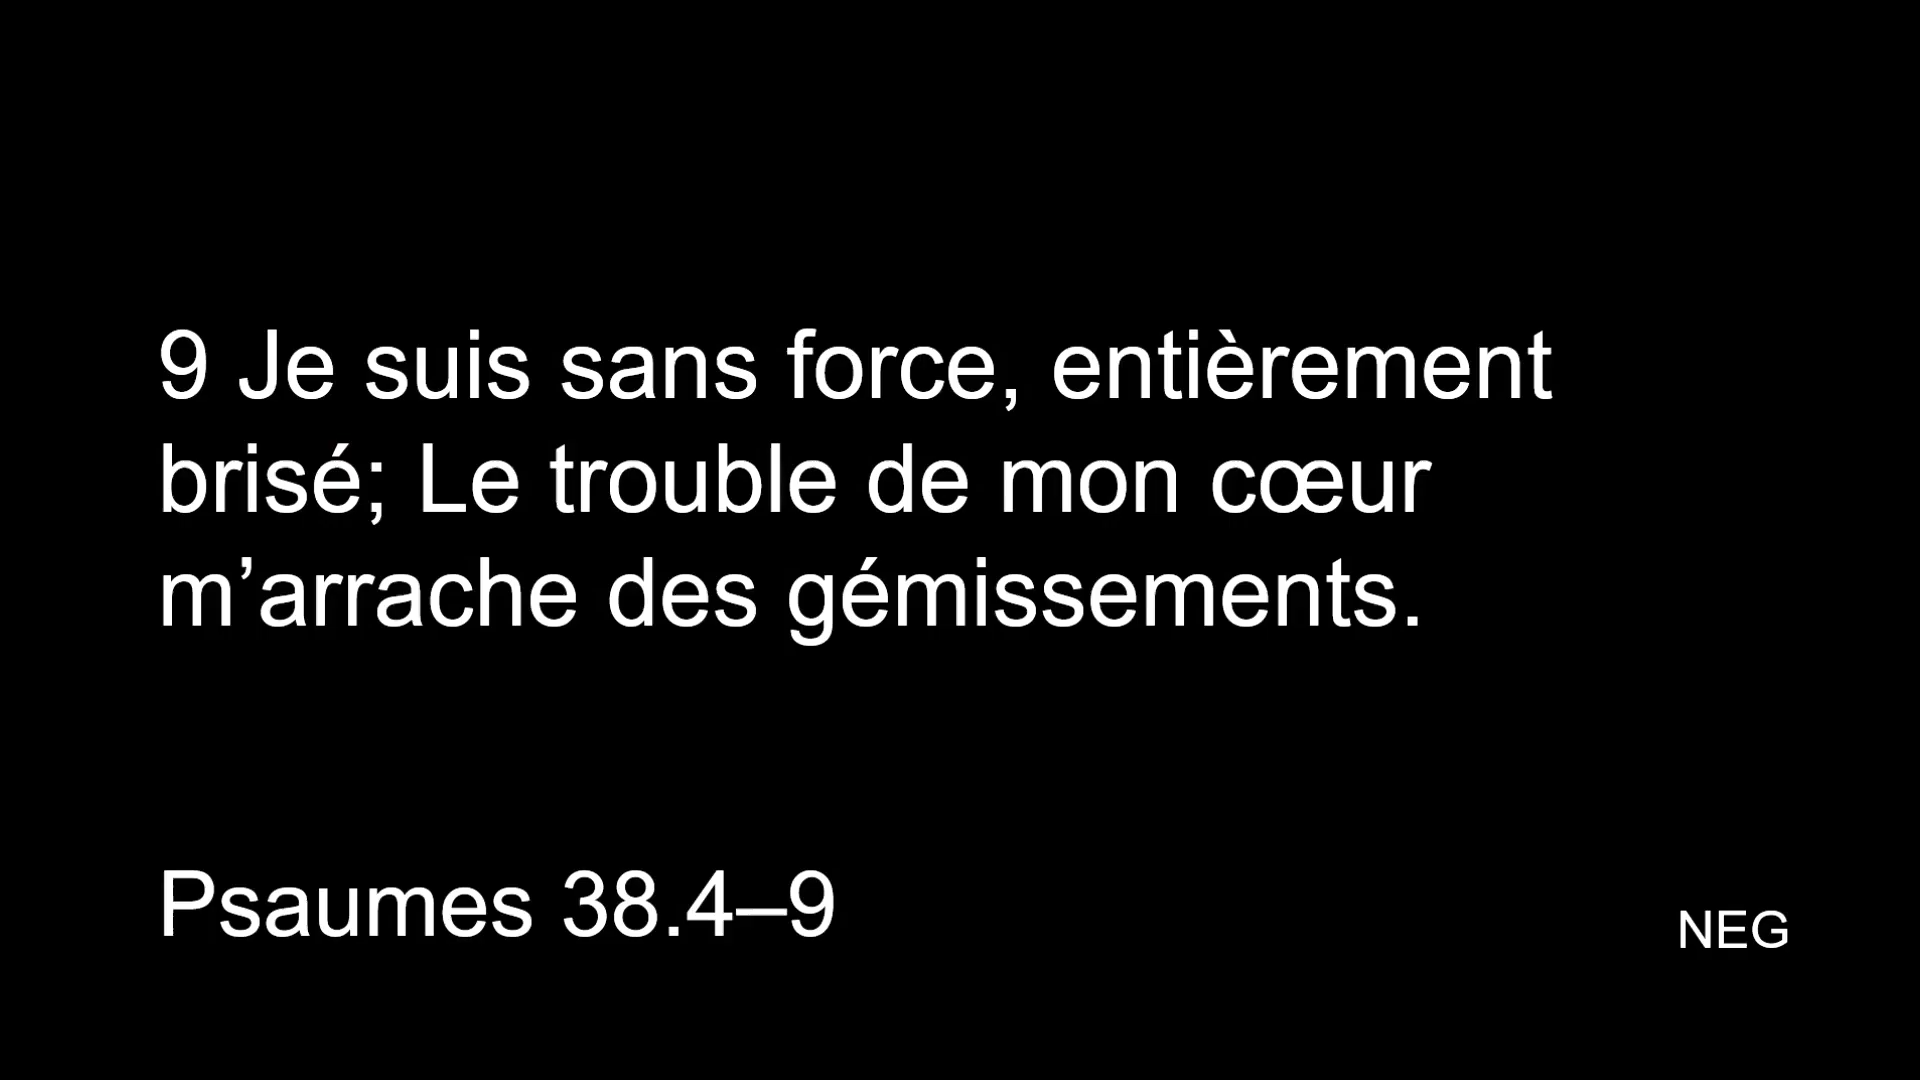 9 Je suis sans force, entièrement
brisé; Le trouble de mon cœur
m’arrache des gémissements.
Psaumes 38.4–9
NEG